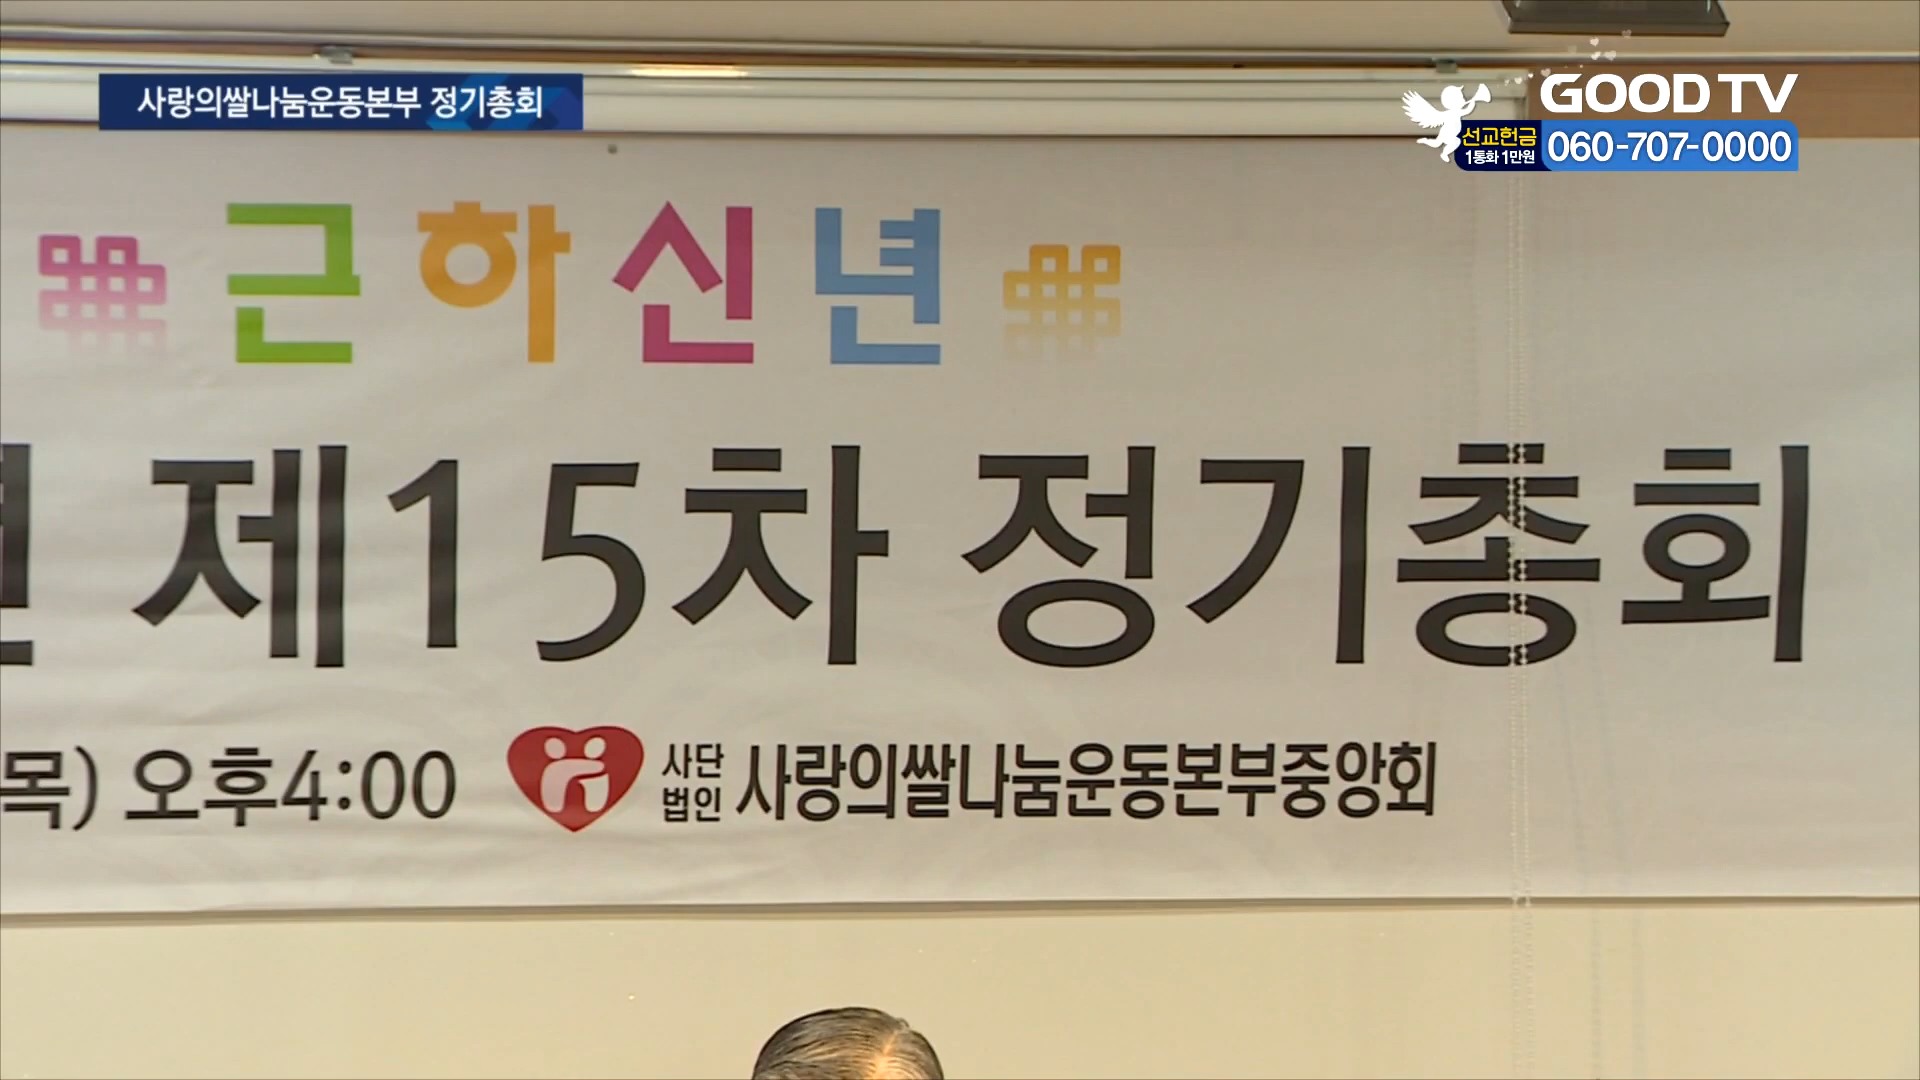 사랑의쌀나눔운동본부 정기총회
GOOD TV
선교헌금
1통화 1만원
060-707-0000
근하신년
제15차 정기총회
목) 오후4:00
사단
법인
사랑의쌀나눔운동본부중앙회